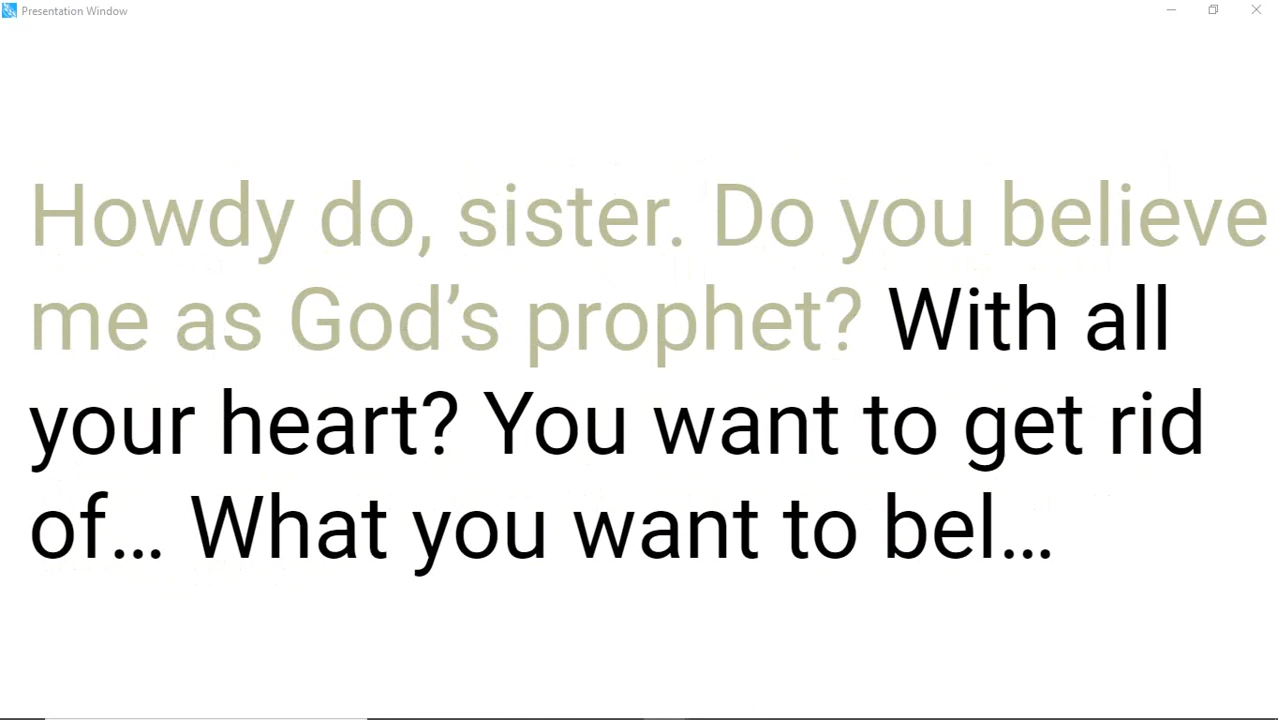 Presentation Window
Howdy do, sister. Do you believe
me as God’s prophet? With all
your heart? You want to get rid
of… What you want to bel…